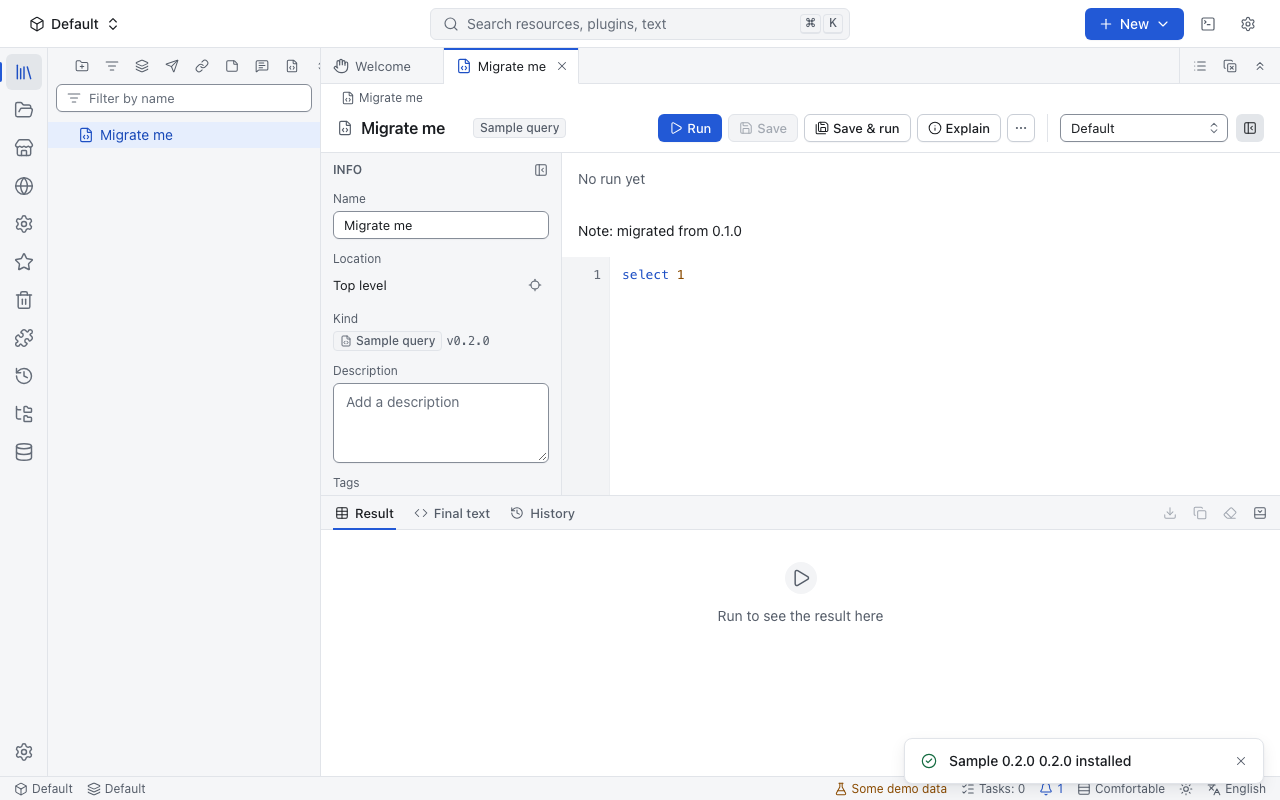 Default
Search resources, plugins, text
⌘ K
New
Welcome
Migrate me
Filter by name
Migrate me
Migrate me
Migrate me
Sample query
Run
Save
Save & run
Explain
Default
INFO
Name
Migrate me
Location
Top level
Kind
Sample query v0.2.0
Description
Add a description
Tags
No run yet
Note: migrated from 0.1.0
1 select 1
Result
Final text
History
Run to see the result here
Sample 0.2.0 0.2.0 installed
Default
Default
Some demo data
Tasks: 0
1
Comfortable
English